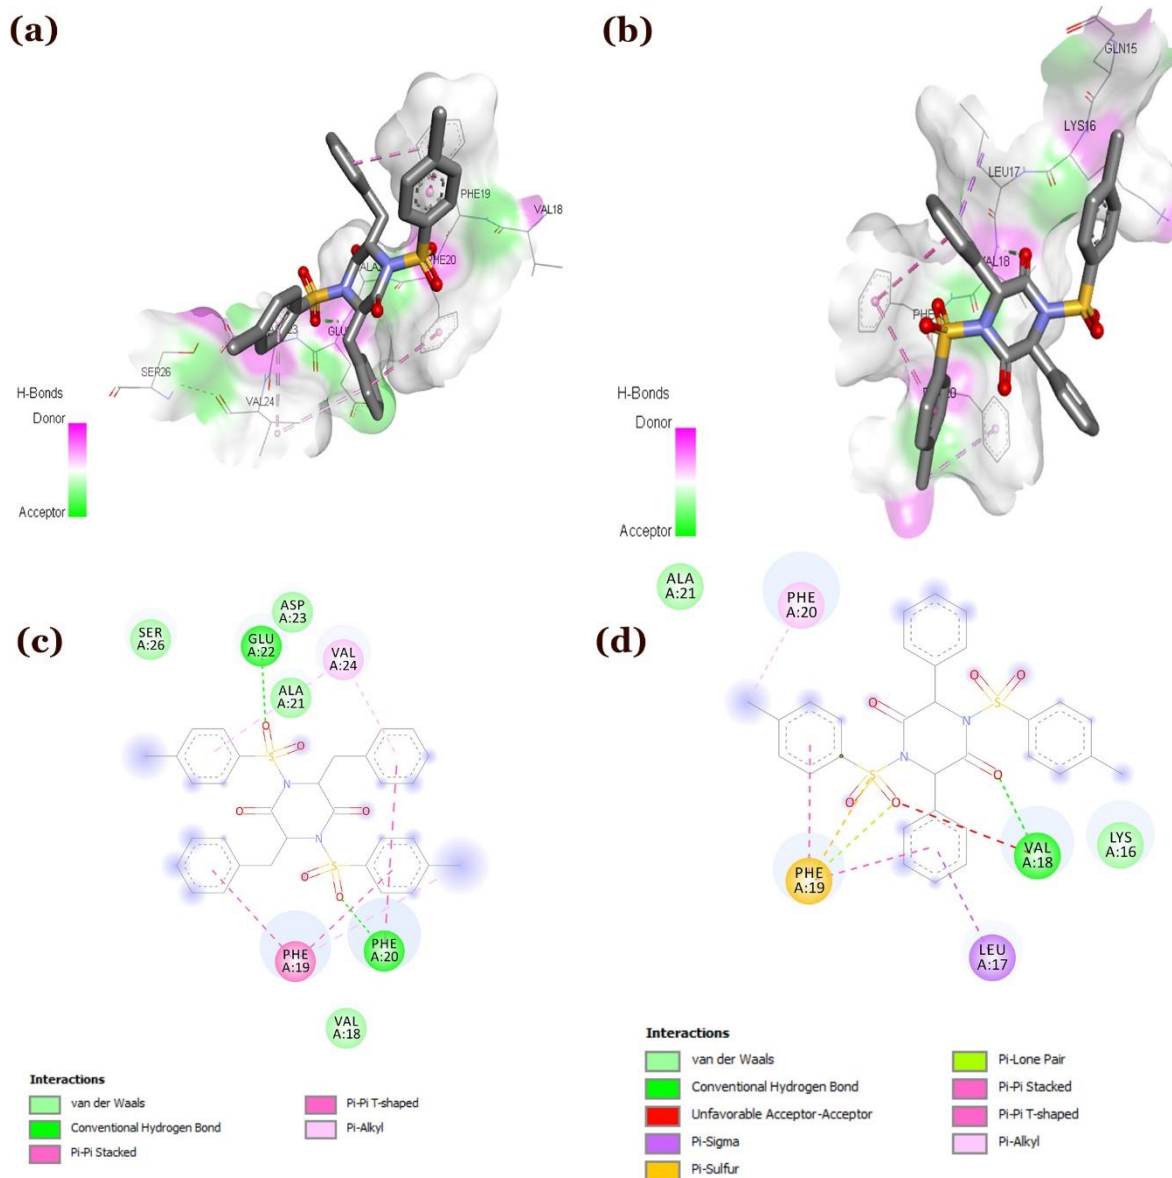 (a)
PHE19
VAL18
PHE20
GLU
SER26
VAL24
H-Bonds
Donor
Acceptor
(b)
GLN15
LYS16
LEU17
VAL18
H-Bonds
Donor
Acceptor
(c)
SER
A:26
GLU
A:22
ASP
A:23
VAL
A:24
ALA
A:21
O
O
S
N
O
O
N
S
O
O
PHE
A:19
PHE
A:20
VAL
A:18
Interactions
van der Waals
Conventional Hydrogen Bond
Pi-Pi Stacked
Pi-Pi T-shaped
Pi-Alkyl
(d)
ALA
A:21
PHE
A:20
O
O
S
O
N
N
S
O
O
O
PHE
A:19
VAL
A:18
LYS
A:16
LEU
A:17
Interactions
van der Waals
Conventional Hydrogen Bond
Unfavorable Acceptor-Acceptor
Pi-Sigma
Pi-Sulfur
Pi-Lone Pair
Pi-Pi Stacked
Pi-Pi T-shaped
Pi-Alkyl